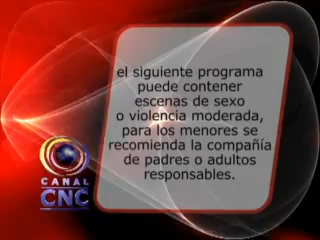 el siguiente programa
puede contener
escenas de sexo
o violencia moderada,
para los menores se
recomienda la compañía
de padres o adultos
responsables.
CANAL
CNC